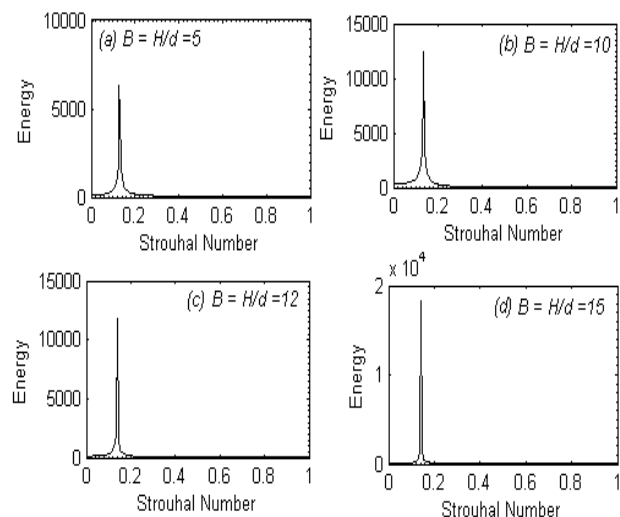 10000
(a) B = H/d =5
5000
0
Energy
0 0.2 0.4 0.6 0.8 1
Strouhal Number
15000
(b) B = H/d =10
10000
5000
0
Energy
0 0.2 0.4 0.6 0.8 1
Strouhal Number
15000
(c) B = H/d =12
10000
5000
0
Energy
0 0.2 0.4 0.6 0.8 1
Strouhal Number
x 10^4
2
(d) B = H/d =15
1
0
Energy
0 0.2 0.4 0.6 0.8 1
Strouhal Number